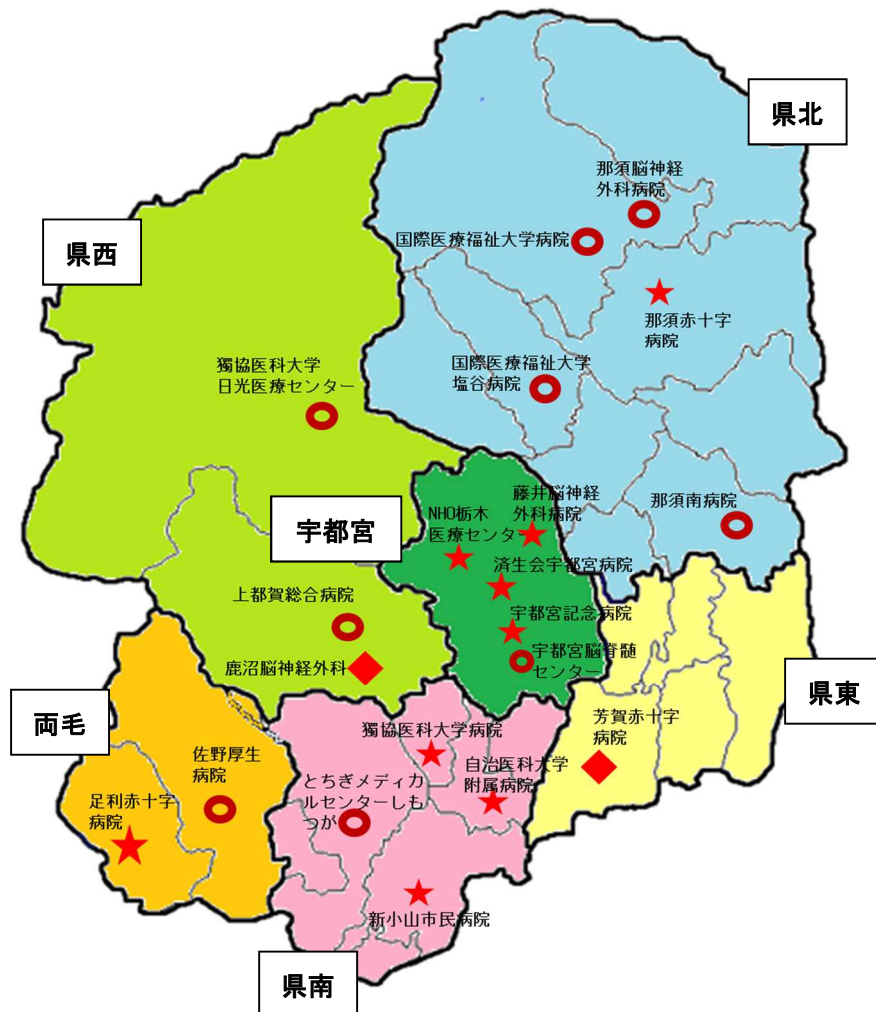 県北
那須脳神経
外科病院
国際医療福祉大学病院
県西
那須赤十字
病院
獨協医科大学
日光医療センター
国際医療福祉大学
塩谷病院
宇都宮
NHO栃木
医療センター
藤井脳神経
外科病院
那須南病院
済生会宇都宮病院
上都賀総合病院
宇都宮記念病院
宇都宮脳脊髄
センター
鹿沼脳神経外科
県東
両毛
芳賀赤十字
病院
獨協医科大学病院
佐野厚生
病院
自治医科大学
附属病院
足利赤十字
病院
とちぎメディカ
ルセンターしも
つが
新小山市民病院
県南